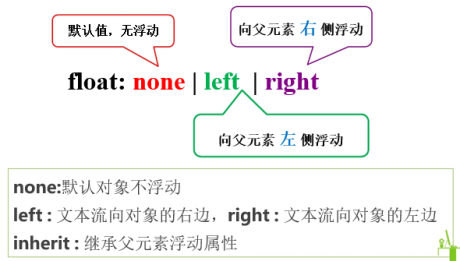 默认值，无浮动
向父元素 右 侧浮动
float: none | left | right
向父元素 左 侧浮动
none:默认对象不浮动
left : 文本流向对象的右边，right : 文本流向对象的左边
inherit : 继承父元素浮动属性